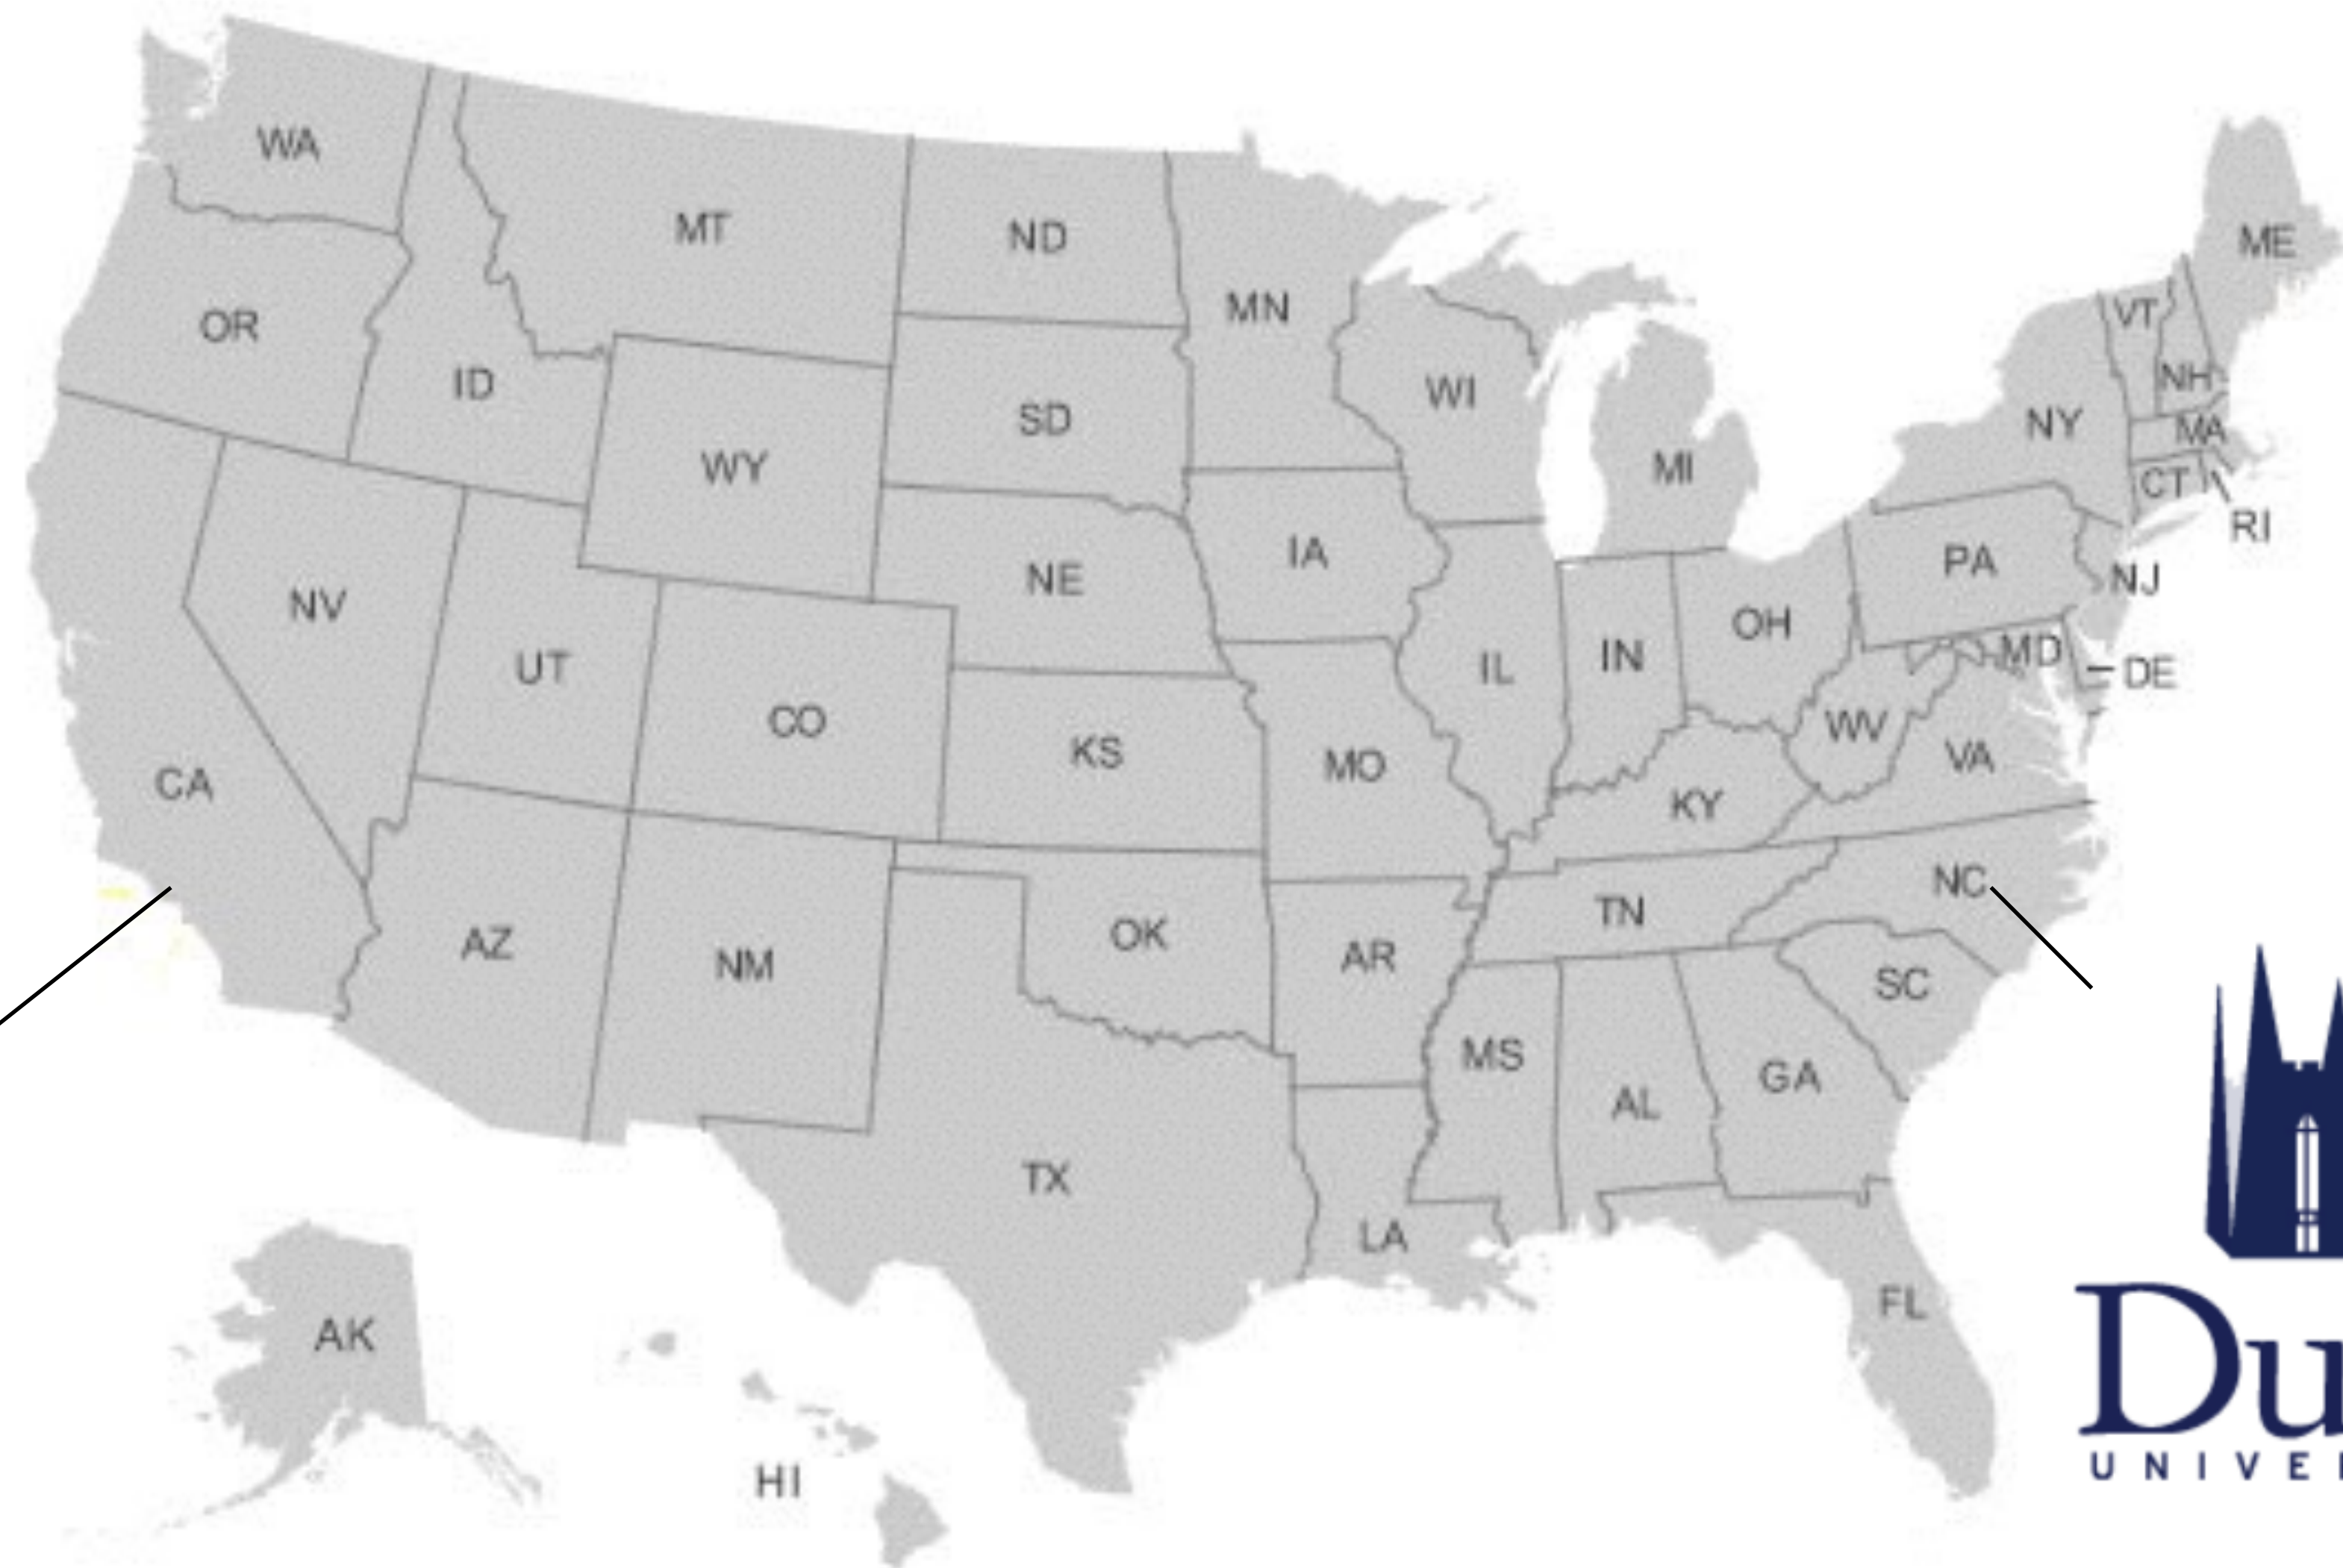 WA
MT
ND
ME
OR
MN
VT
ID
WI
NH
SD
NY
MA
WY
MI
CT
RI
IA
PA
NE
NJ
NV
OH
UT
IL
IN
MD
DE
CO
KS
MO
WV
VA
CA
KY
NC
TN
OK
AZ
NM
AR
SC
MS
GA
AL
TX
LA
FL
AK
HI
Du
UNIVE